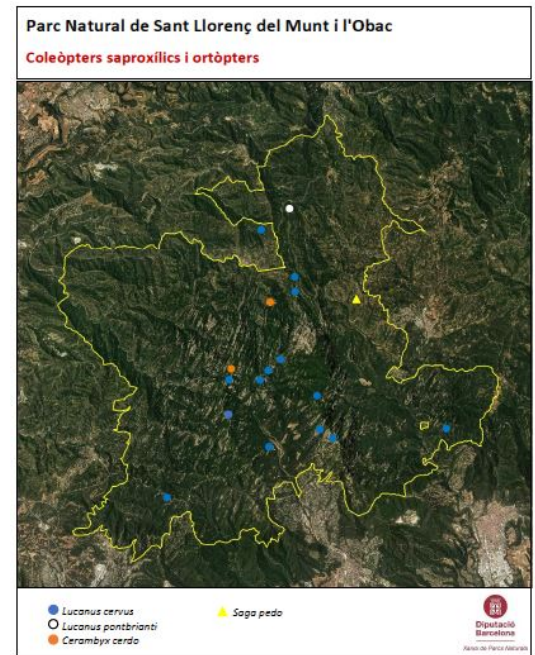 Parc Natural de Sant Llorenç del Munt i l'Obac
Coleòpters saproxílics i ortòpters
Lucanus cervus
Lucanus pontbrianti
Cerambyx cerdo
Saga pedo
Diputació
Barcelona
Xarxa de Parcs Naturals